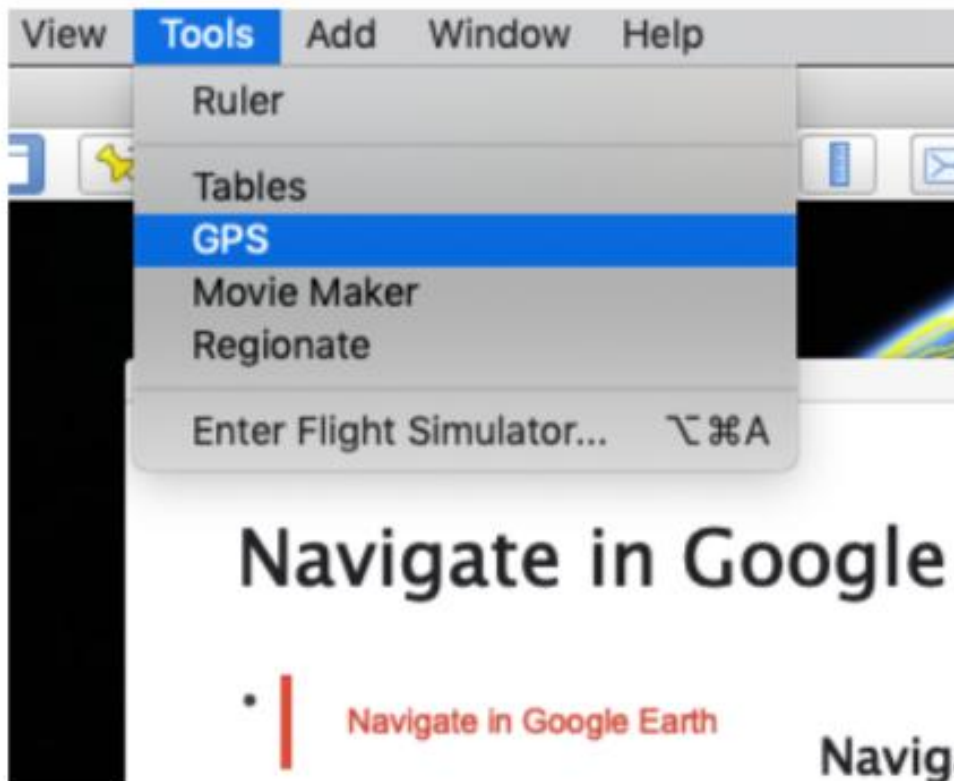 View Tools Add Window Help
Ruler
Tables
GPS
Movie Maker
Regionate
Enter Flight Simulator... ⌥⌘A
Navigate in Google
• Navigate in Google Earth